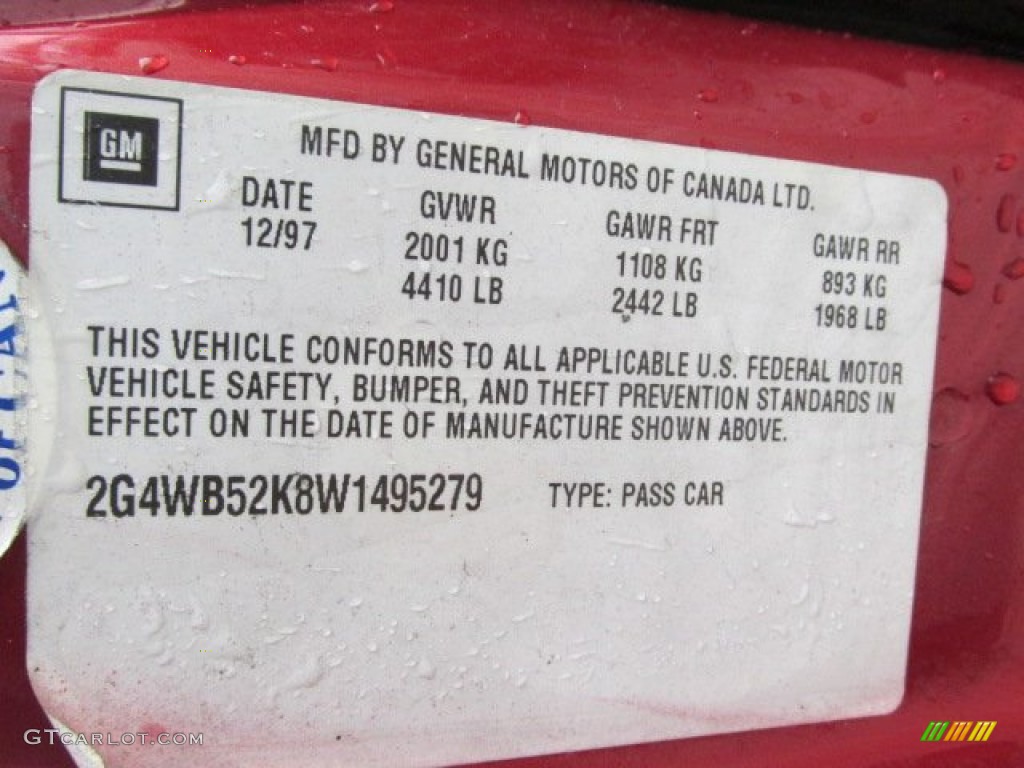 GM
MFD BY GENERAL MOTORS OF CANADA LTD.
DATE GVWR GAWR FRT GAWR RR
12/97 2001 KG 1108 KG 893 KG
4410 LB 2442 LB 1968 LB
THIS VEHICLE CONFORMS TO ALL APPLICABLE U.S. FEDERAL MOTOR
VEHICLE SAFETY, BUMPER, AND THEFT PREVENTION STANDARDS IN
EFFECT ON THE DATE OF MANUFACTURE SHOWN ABOVE.
2G4WB52K8W1495279 TYPE: PASS CAR
GTCARLOT.COM